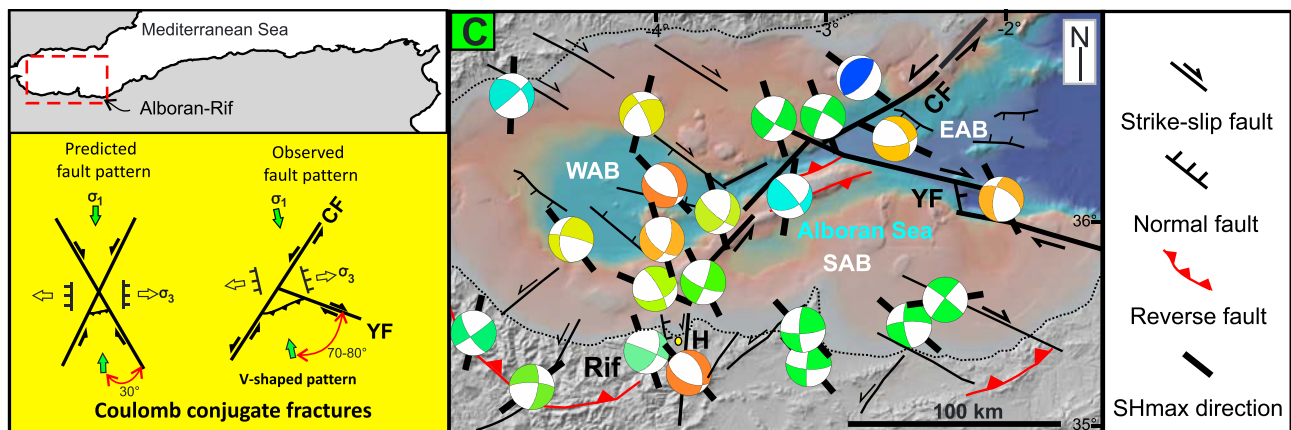 Mediterranean Sea
Alboran-Rif
Predicted
fault pattern
σ1
σ3
30°
Observed
fault pattern
σ1
CF
σ3
YF
70-80°
V-shaped pattern
Coulomb conjugate fractures
C
-4°
-3°
-2°
N
CF
EAB
WAB
YF
36°
Alboran Sea
SAB
H
Rif
100 km
35°
Strike-slip fault
Normal fault
Reverse fault
SHmax direction